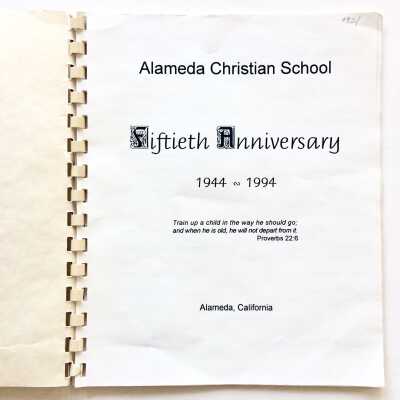 Alameda Christian School
Fiftieth Anniversary
1944 ~ 1994
Train up a child in the way he should go;
and when he is old, he will not depart from it.
Proverbs 22:6
Alameda, California